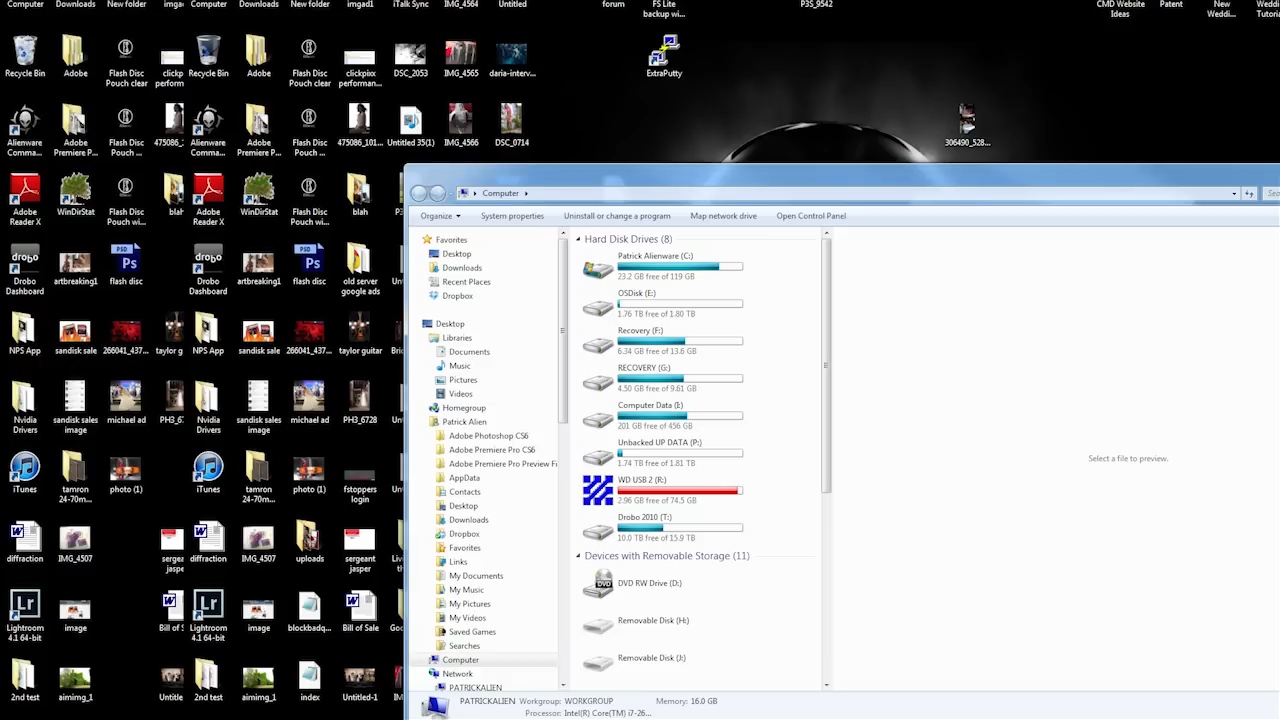 Computer Downloads New folder imga Computer Downloads New folder imgad1 iTalk Sync IMG_4564 Untitled forum FS Lite P3S_9542 CMD Website Patent New Wedding
backup wi... Ideas Weddi... Tutori
ExtraPutty
Recycle Bin Adobe Flash Disc clickp Recycle Bin Adobe Flash Disc clickpixx DSC_2053 IMG_4565 daria-interv...
Pouch clear performan Pouch clear performan...
Alienware Adobe Flash Disc 475086_ Alienware Adobe Flash Disc 475086_101... Untitled 35(1) IMG_4566 DSC_0714 306490_528...
Comma... Premiere P... Pouch ... Comma... Premiere P... Pouch ...
Adobe WinDirStat Flash Disc blah Adobe WinDirStat Flash Disc blah
Reader X Pouch wi... Reader X Pouch wi...
Drobo artbreaking1 flash disc Drobo artbreaking1 flash disc old server
Dashboard Dashboard google ads
NPS App sandisk sale 266041_437... taylor g NPS App sandisk sale 266041_437... taylor guitar
Nvidia sandisk sales michael ad PH3_6 Nvidia sandisk sales michael ad PH3_6728
Drivers image Drivers image
iTunes tamron photo (1) iTunes tamron photo (1) fstoppers
24-70m... 24-70m... login
diffraction IMG_4507 sergea diffraction IMG_4507 uploads sergeant
jasper jasper
Lightroom image Bill of S Lightroom image blockbadq... Bill of Sale
4.1 64-bit 4.1 64-bit
2nd test aimimg_1 Untitle 2nd test aimimg_1 index Untitled-1
Computer
Organize System properties Uninstall or change a program Map network drive Open Control Panel
Favorites
Desktop
Downloads
Recent Places
Dropbox
Desktop
Libraries
Documents
Music
Pictures
Videos
Homegroup
Patrick Alien
Adobe Photoshop CS6
Adobe Premiere Pro CS6
Adobe Premiere Pro Preview Fi
AppData
Contacts
Desktop
Downloads
Dropbox
Favorites
Links
My Documents
My Music
My Pictures
My Videos
Saved Games
Searches
Computer
Network
PATRICKALIEN
Hard Disk Drives (8)
Patrick Alienware (C:)
23.2 GB free of 119 GB
OSDisk (E:)
1.76 TB free of 1.80 TB
Recovery (F:)
6.34 GB free of 13.6 GB
RECOVERY (G:)
4.50 GB free of 9.61 GB
Computer Data (I:)
201 GB free of 456 GB
Unbacked UP DATA (P:)
1.74 TB free of 1.81 TB
WD USB 2 (R:)
2.96 GB free of 74.5 GB
Drobo 2010 (T:)
10.0 TB free of 15.9 TB
Devices with Removable Storage (11)
DVD RW Drive (D:)
Removable Disk (H:)
Removable Disk (J:)
Select a file to preview.
PATRICKALIEN Workgroup: WORKGROUP Memory: 16.0 GB
Processor: Intel(R) Core(TM) i7-26...